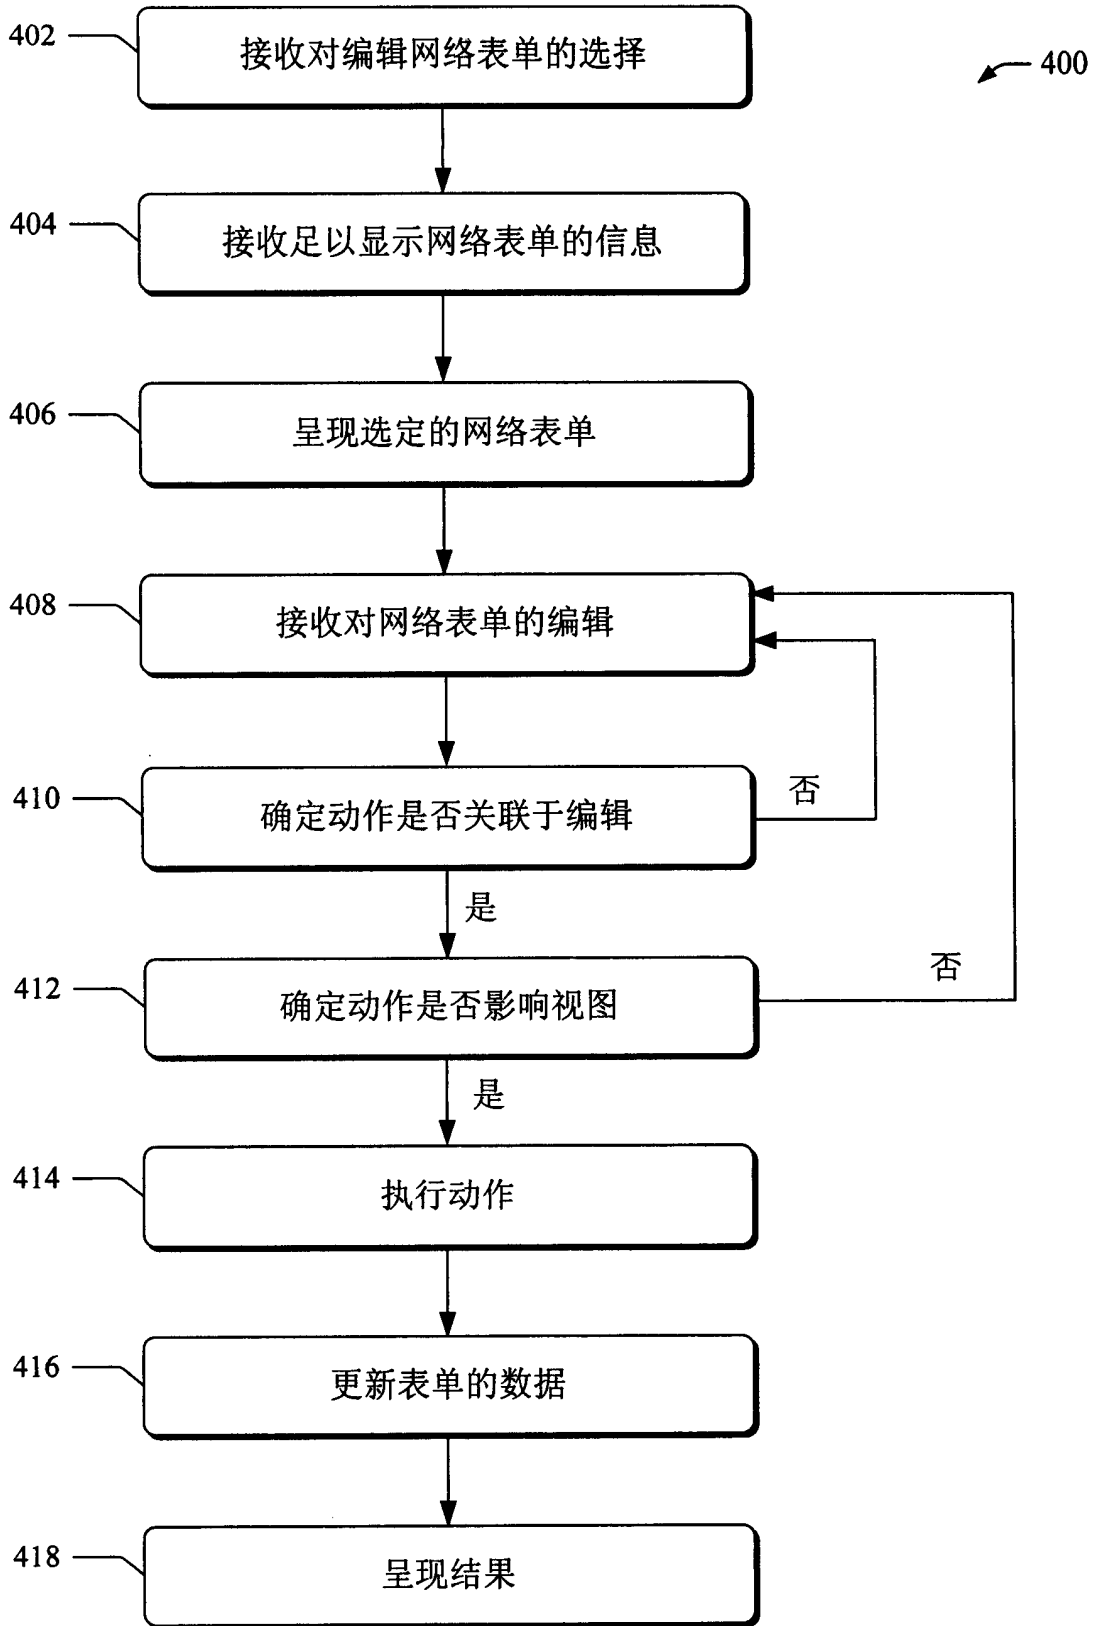 402
接收对编辑网络表单的选择
400
404
接收足以显示网络表单的信息
406
呈现选定的网络表单
408
接收对网络表单的编辑
410
确定动作是否关联于编辑
否
是
412
确定动作是否影响视图
否
是
414
执行动作
416
更新表单的数据
418
呈现结果